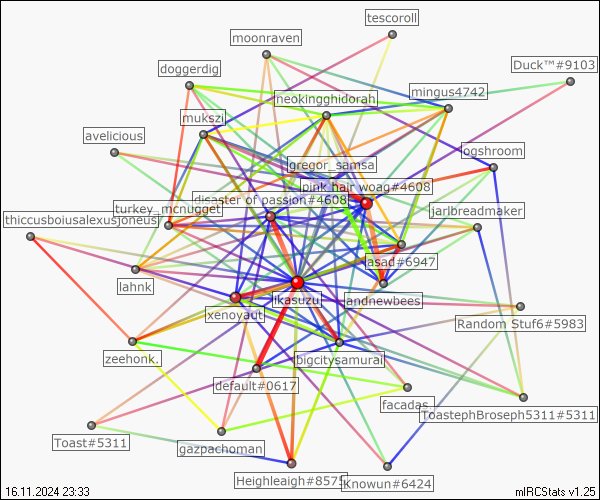 tescoroll
moonraven
Duck™#9103
doggerdig
mingus4742
neokingghidorah
mukszi
avelicious
ogshroom
gregor_samsa
pink hair woag#4608
disaster of passion#4608
turkey_mcnugget
jarlbreadmaker
thiccusboiusalexusjoneus
asad#6947
lahnk
ikasuzu
andnewbees
xenoyaut
Random Stuf6#5983
zeehonk.
bigcitysamurai
default#0617
facadas_
ToastephBroseph5311#5311
Toast#5311
gazpachoman
Heighleaigh#8575
Knowun#6424
16.11.2024 23:33
mIRCStats v1.25